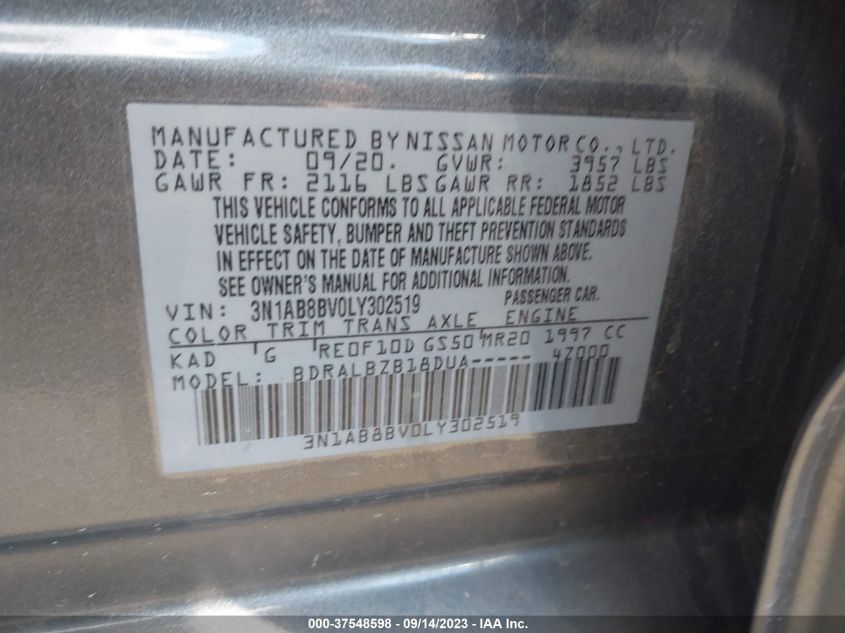 MANUFACTURED BY NISSAN MOTOR CO., LTD.
DATE: 09/20. GVWR: 3957 LBS
GAWR FR: 2116 LBS GAWR RR: 1852 LBS
THIS VEHICLE CONFORMS TO ALL APPLICABLE FEDERAL MOTOR
VEHICLE SAFETY, BUMPER AND THEFT PREVENTION STANDARDS
IN EFFECT ON THE DATE OF MANUFACTURE SHOWN ABOVE.
SEE OWNER'S MANUAL FOR ADDITIONAL INFORMATION.
VIN: 3N1AB8BV0LY302519 PASSENGER CAR.
COLOR TRIM TRANS AXLE ENGINE
KAD G RE0F10D GS50 MR20 1997 CC
MODEL: BDRALBZB18DUA----- 47000
3N1AB8BV0LY302519
000-37548598 - 09/14/2023 - IAA Inc.